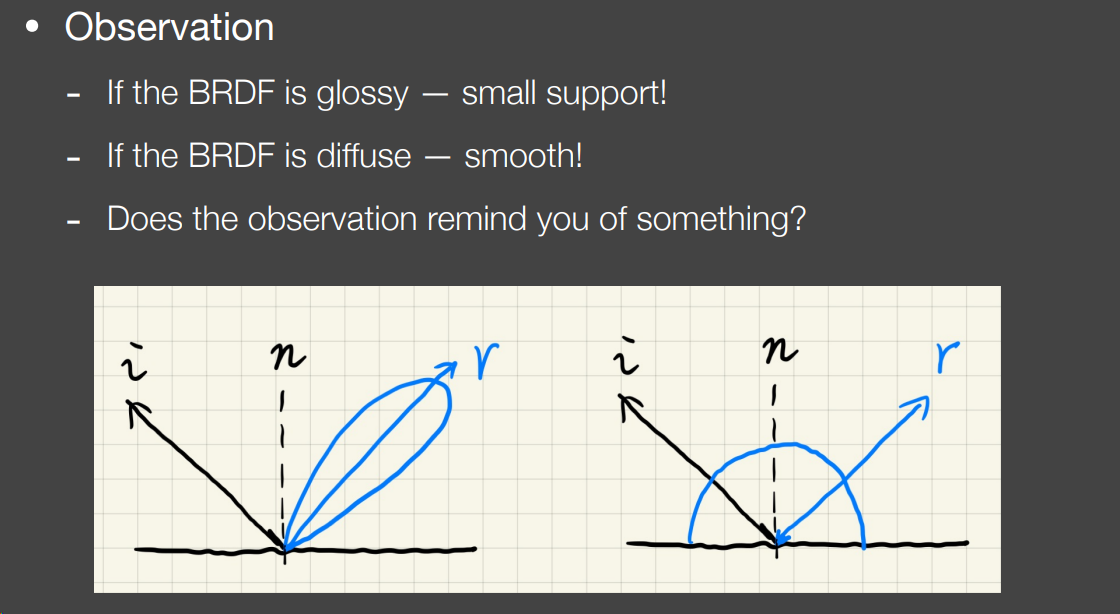 • Observation
- If the BRDF is glossy — small support!
- If the BRDF is diffuse — smooth!
- Does the observation remind you of something?
i n r i n r